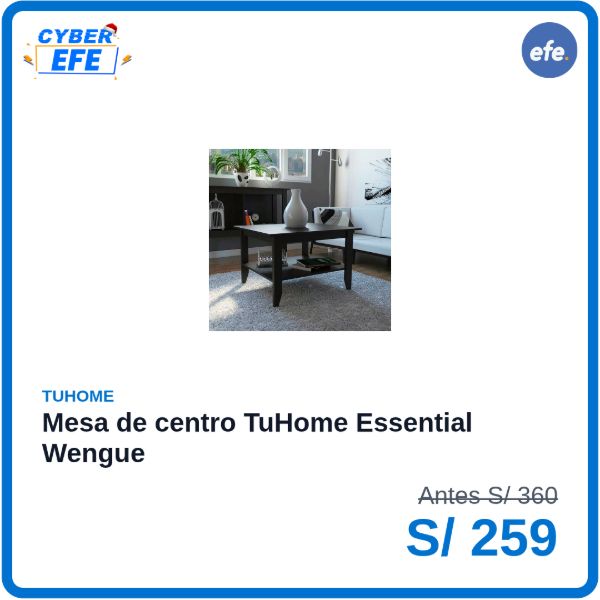 CYBER
EFE
efe.
TUHOME
Mesa de centro TuHome Essential
Wengue
Antes S/ 360
S/ 259